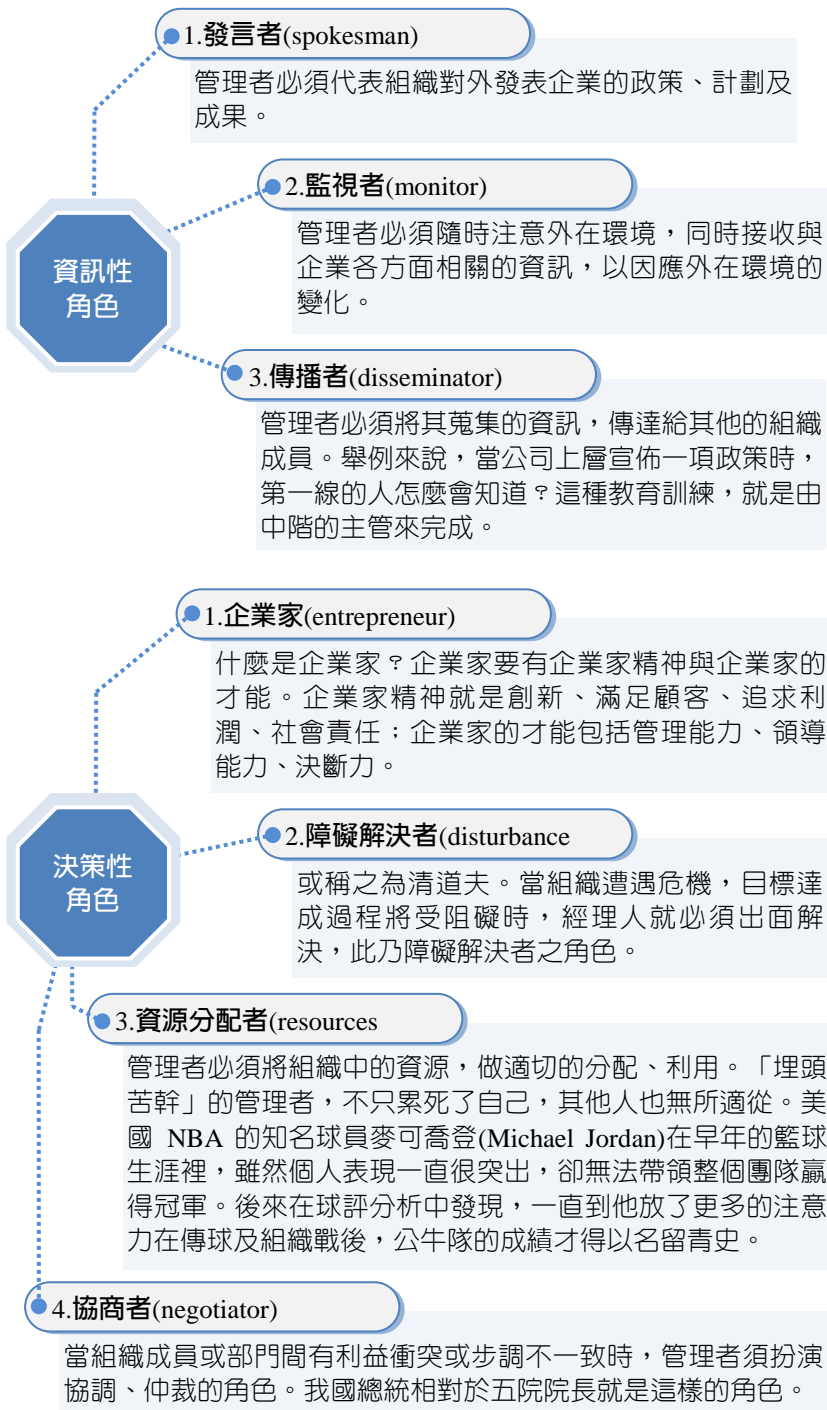 1.發言者(spokesman)
管理者必須代表組織對外發表企業的政策、計劃及
成果。
2.監視者(monitor)
管理者必須隨時注意外在環境，同時接收與
企業各方面相關的資訊，以因應外在環境的
變化。
資訊性
角色
3.傳播者(disseminator)
管理者必須將其蒐集的資訊，傳達給其他的組織
成員。舉例來說，當公司上層宣佈一項政策時，
第一線的人怎麼會知道？這種教育訓練，就是由
中階的主管來完成。
1.企業家(entrepreneur)
什麼是企業家？企業家要有企業家精神與企業家的
才能。企業家精神就是創新、滿足顧客、追求利
潤、社會責任；企業家的才能包括管理能力、領導
能力、決斷力。
2.障礙解決者(disturbance
決策性
角色
或稱之為清道夫。當組織遭遇危機，目標達
成過程將受阻礙時，經理人就必須出面解
決，此乃障礙解決者之角色。
3.資源分配者(resources
管理者必須將組織中的資源，做適切的分配、利用。「埋頭
苦幹」的管理者，不只累死了自己，其他人也無所適從。美
國 NBA 的知名球員麥可喬登(Michael Jordan)在早年的籃球
生涯裡，雖然個人表現一直很突出，卻無法帶領整個團隊贏
得冠軍。後來在球評分析中發現，一直到他放了更多的注意
力在傳球及組織戰後，公牛隊的成績才得以名留青史。
4.協商者(negotiator)
當組織成員或部門間有利益衝突或步調不一致時，管理者須扮演
協調、仲裁的角色。我國總統相對於五院院長就是這樣的角色。